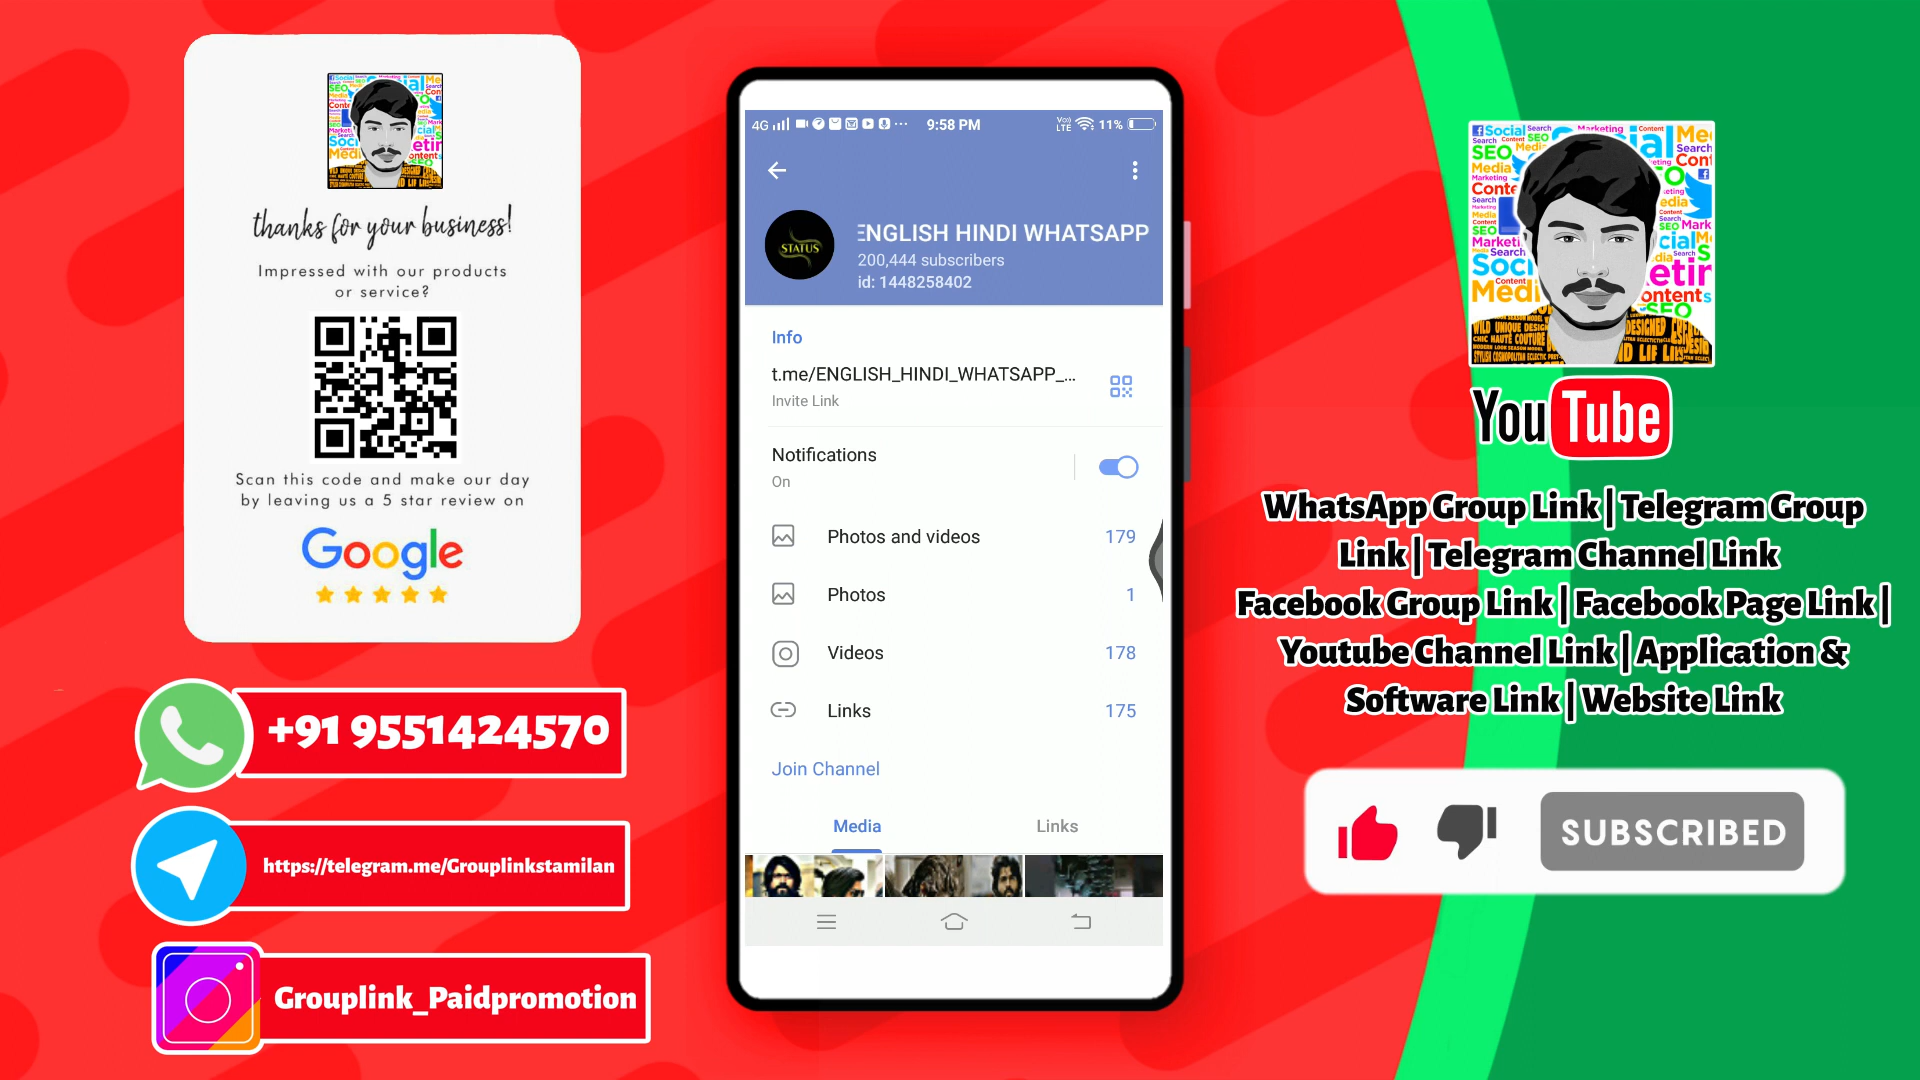 thanks for your business!
Impressed with our products
or service?
Scan this code and make our day
by leaving us a 5 star review on
Google
+91 9551424570
https://telegram.me/Grouplinkstamilan
Grouplink_Paidpromotion
4G 9:58 PM Vo) LTE 11%
STATUS
ENGLISH HINDI WHATSAPP
200,444 subscribers
id: 1448258402
Info
t.me/ENGLISH_HINDI_WHATSAPP_...
Invite Link
Notifications
On
Photos and videos 179
Photos 1
Videos 178
Links 175
Join Channel
Media Links
YouTube
WhatsApp Group Link | Telegram Group
Link | Telegram Channel Link
Facebook Group Link | Facebook Page Link |
Youtube Channel Link | Application &
Software Link | Website Link
SUBSCRIBED